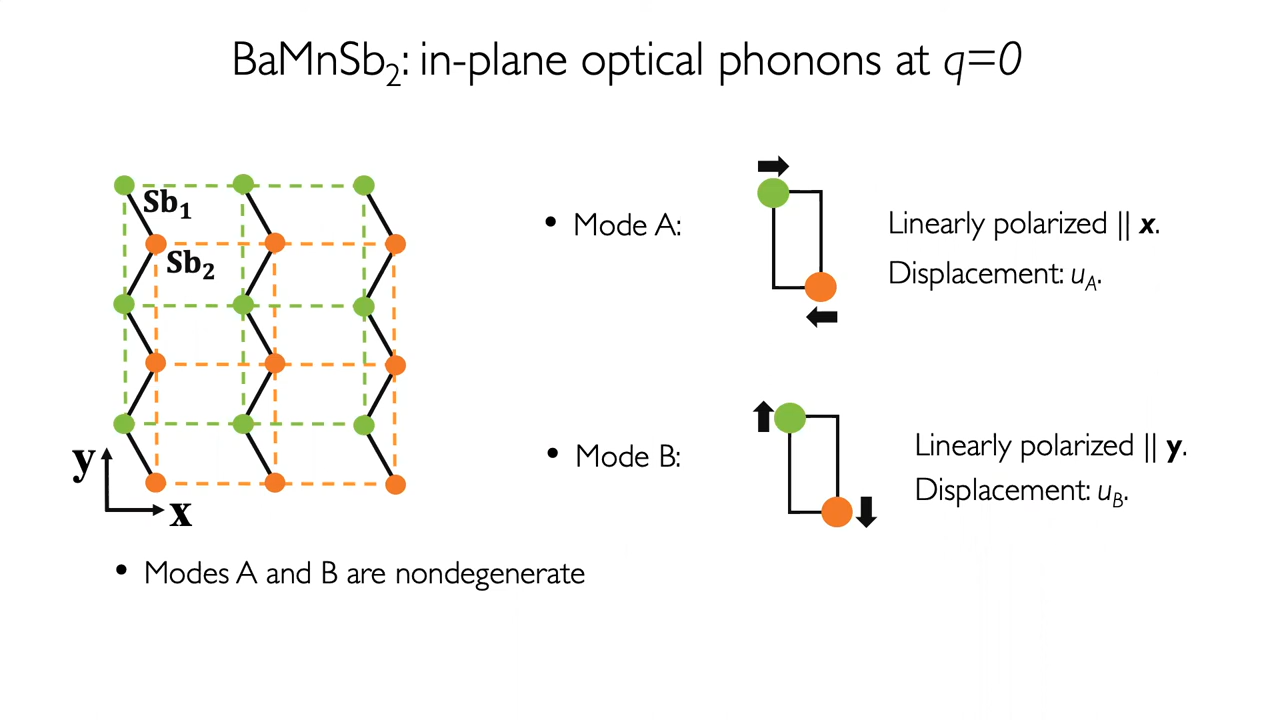 BaMnSb₂: in-plane optical phonons at q=0
Sb₁
Sb₂
y
x
• Modes A and B are nondegenerate
• Mode A:
Linearly polarized || x.
Displacement: u_A.
• Mode B:
Linearly polarized || y.
Displacement: u_B.